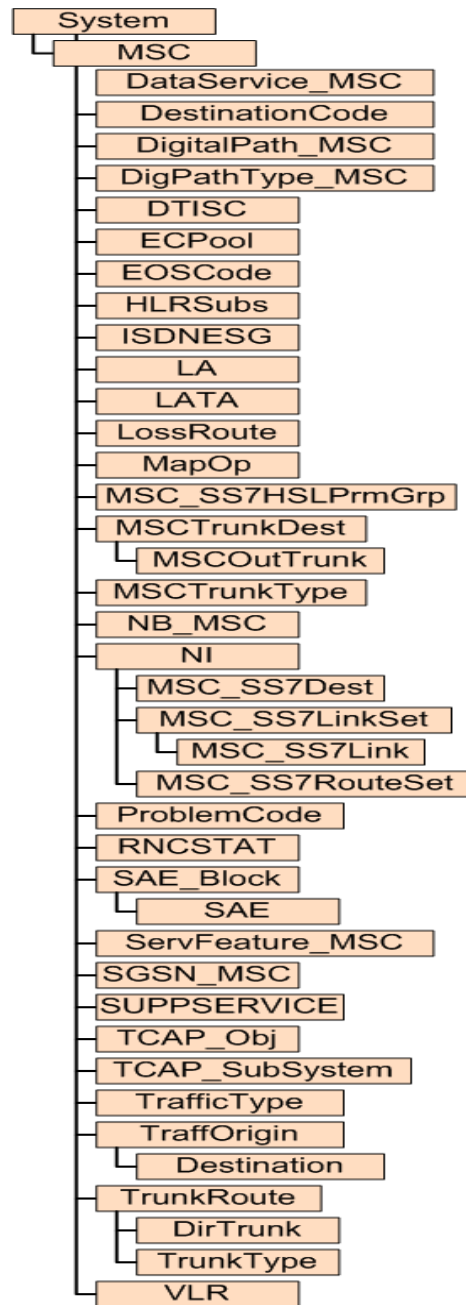 System
MSC
DataService_MSC
DestinationCode
DigitalPath_MSC
DigPathType_MSC
DTISC
ECPool
EOSCode
HLRSubs
ISDNESG
LA
LATA
LossRoute
MapOp
MSC_SS7HSLPrmGrp
MSCTrunkDest
MSCOutTrunk
MSCTrunkType
NB_MSC
NI
MSC_SS7Dest
MSC_SS7LinkSet
MSC_SS7Link
MSC_SS7RouteSet
ProblemCode
RNCSTAT
SAE_Block
SAE
ServFeature_MSC
SGSN_MSC
SUPPSERVICE
TCAP_Obj
TCAP_SubSystem
TrafficType
TraffOrigin
Destination
TrunkRoute
DirTrunk
TrunkType
VLR